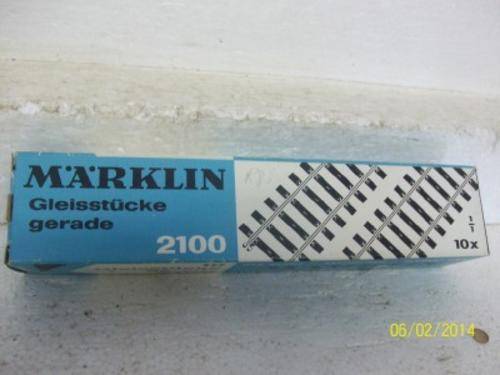 MÄRKLIN
Gleisstücke
gerade
2100
1/1
10x
06/02/2014